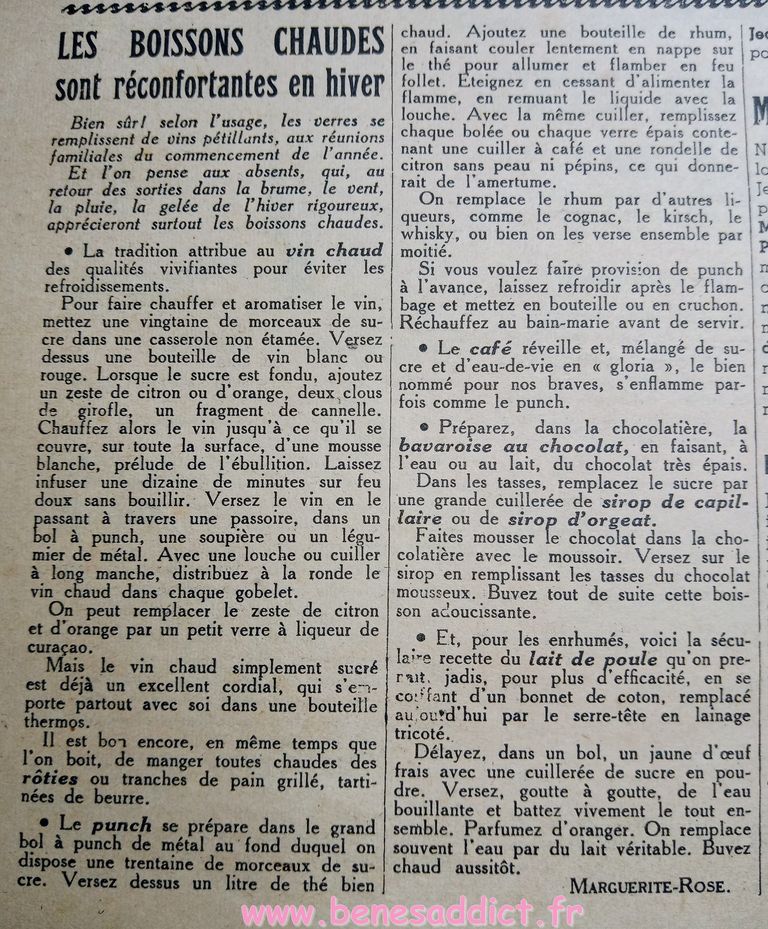 LES BOISSONS CHAUDES
sont réconfortantes en hiver
Bien sûr! selon l'usage, les verres se
remplissent de vins pétillants, aux réunions
familiales du commencement de l'année.
Et l'on pense aux absents, qui, au
retour des sorties dans la brume, le vent,
la pluie, la gelée de l'hiver rigoureux,
apprécieront surtout les boissons chaudes.
• La tradition attribue au vin chaud
des qualités vivifiantes pour éviter les
refroidissements.
Pour faire chauffer et aromatiser le vin,
mettez une vingtaine de morceaux de su-
cre dans une casserole non étamée. Versez
dessus une bouteille de vin blanc ou
rouge. Lorsque le sucre est fondu, ajoutez
un zeste de citron ou d'orange, deux clous
de girofle, un fragment de cannelle.
Chauffez alors le vin jusqu'à ce qu'il se
couvre, sur toute la surface, d'une mousse
blanche, prélude de l'ébullition. Laissez
infuser une dizaine de minutes sur feu
doux sans bouillir. Versez le vin en le
passant à travers une passoire, dans un
bol à punch, une soupière ou un légu-
mier de métal. Avec une louche ou cuiller
à long manche, distribuez à la ronde le
vin chaud dans chaque gobelet.
On peut remplacer le zeste de citron
et d'orange par un petit verre à liqueur de
curaçao.
Mais le vin chaud simplement sucré
est déjà un excellent cordial, qui s'em-
porte partout avec soi dans une bouteille
thermos.
Il est bon encore, en même temps que
l'on boit, de manger toutes chaudes des
rôties ou tranches de pain grillé, tarti-
nées de beurre.
• Le punch se prépare dans le grand
bol à punch de métal au fond duquel on
dispose une trentaine de morceaux de su-
cre. Versez dessus un litre de thé bien
chaud. Ajoutez une bouteille de rhum,
en faisant couler lentement en nappe sur
le thé pour allumer et flamber en feu
follet. Eteignez en cessant d'alimenter la
flamme, en remuant le liquide avec la
louche. Avec la même cuiller, remplissez
chaque bolée ou chaque verre épais conte-
nant une cuiller à café et une rondelle de
citron sans peau ni pépins, ce qui donne-
rait de l'amertume.
On remplace le rhum par d'autres li-
queurs, comme le cognac, le kirsch, le
whisky, ou bien on les verse ensemble par
moitié.
Si vous voulez faire provision de punch
à l'avance, laissez refroidir après le flam-
bage et mettez en bouteille ou en cruchon.
Réchauffez au bain-marie avant de servir.
• Le café réveille et, mélangé de su-
cre et d'eau-de-vie en « gloria », le bien
nommé pour nos braves, s'enflamme par-
fois comme le punch.
• Préparez, dans la chocolatière, la
bavaroise au chocolat, en faisant, à
l'eau ou au lait, du chocolat très épais.
Dans les tasses, remplacez le sucre par
une grande cuillerée de sirop de capil-
laire ou de sirop d'orgeat.
Faites mousser le chocolat dans la cho-
colatière avec le moussoir. Versez sur le
sirop en remplissant les tasses du chocolat
mousseux. Buvez tout de suite cette bois-
son adoucissante.
• Et, pour les enrhumés, voici la sécu-
laire recette du lait de poule qu'on pre-
nait, jadis, pour plus d'efficacité, en se
coiffant d'un bonnet de coton, remplacé
aujourd'hui par le serre-tête en lainage
tricoté.
Délayez, dans un bol, un jaune d'œuf
frais avec une cuillerée de sucre en pou-
dre. Versez, goutte à goutte, de l'eau
bouillante et battez vivement le tout en-
semble. Parfumez d'oranger. On remplace
souvent l'eau par du lait véritable. Buvez
chaud aussitôt.
MARGUERITE-ROSE.
www.benesaddict.fr